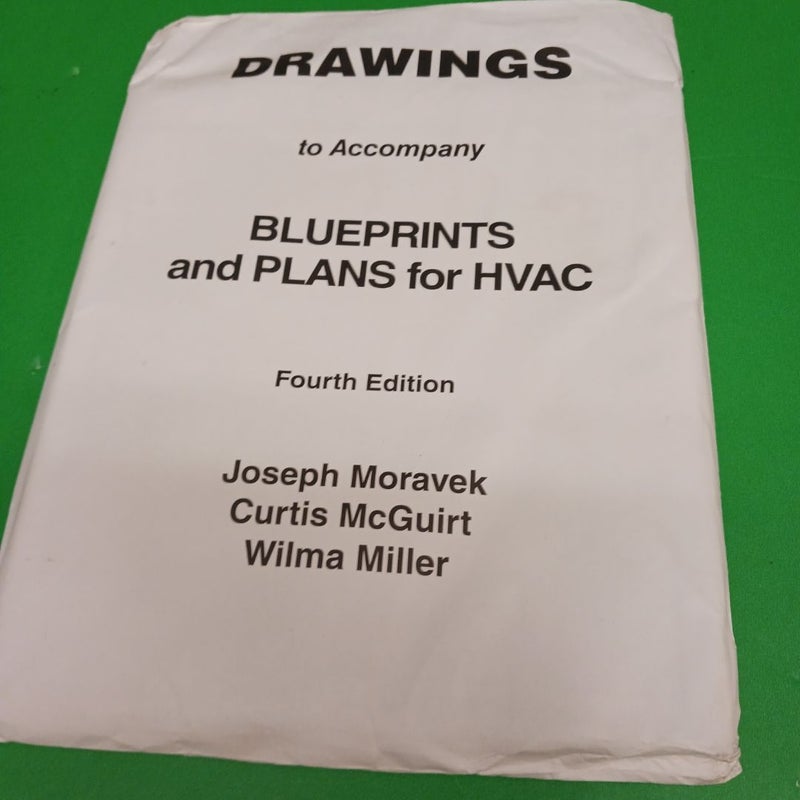 DRAWINGS
to Accompany
BLUEPRINTS
and PLANS for HVAC
Fourth Edition
Joseph Moravek
Curtis McGuirt
Wilma Miller